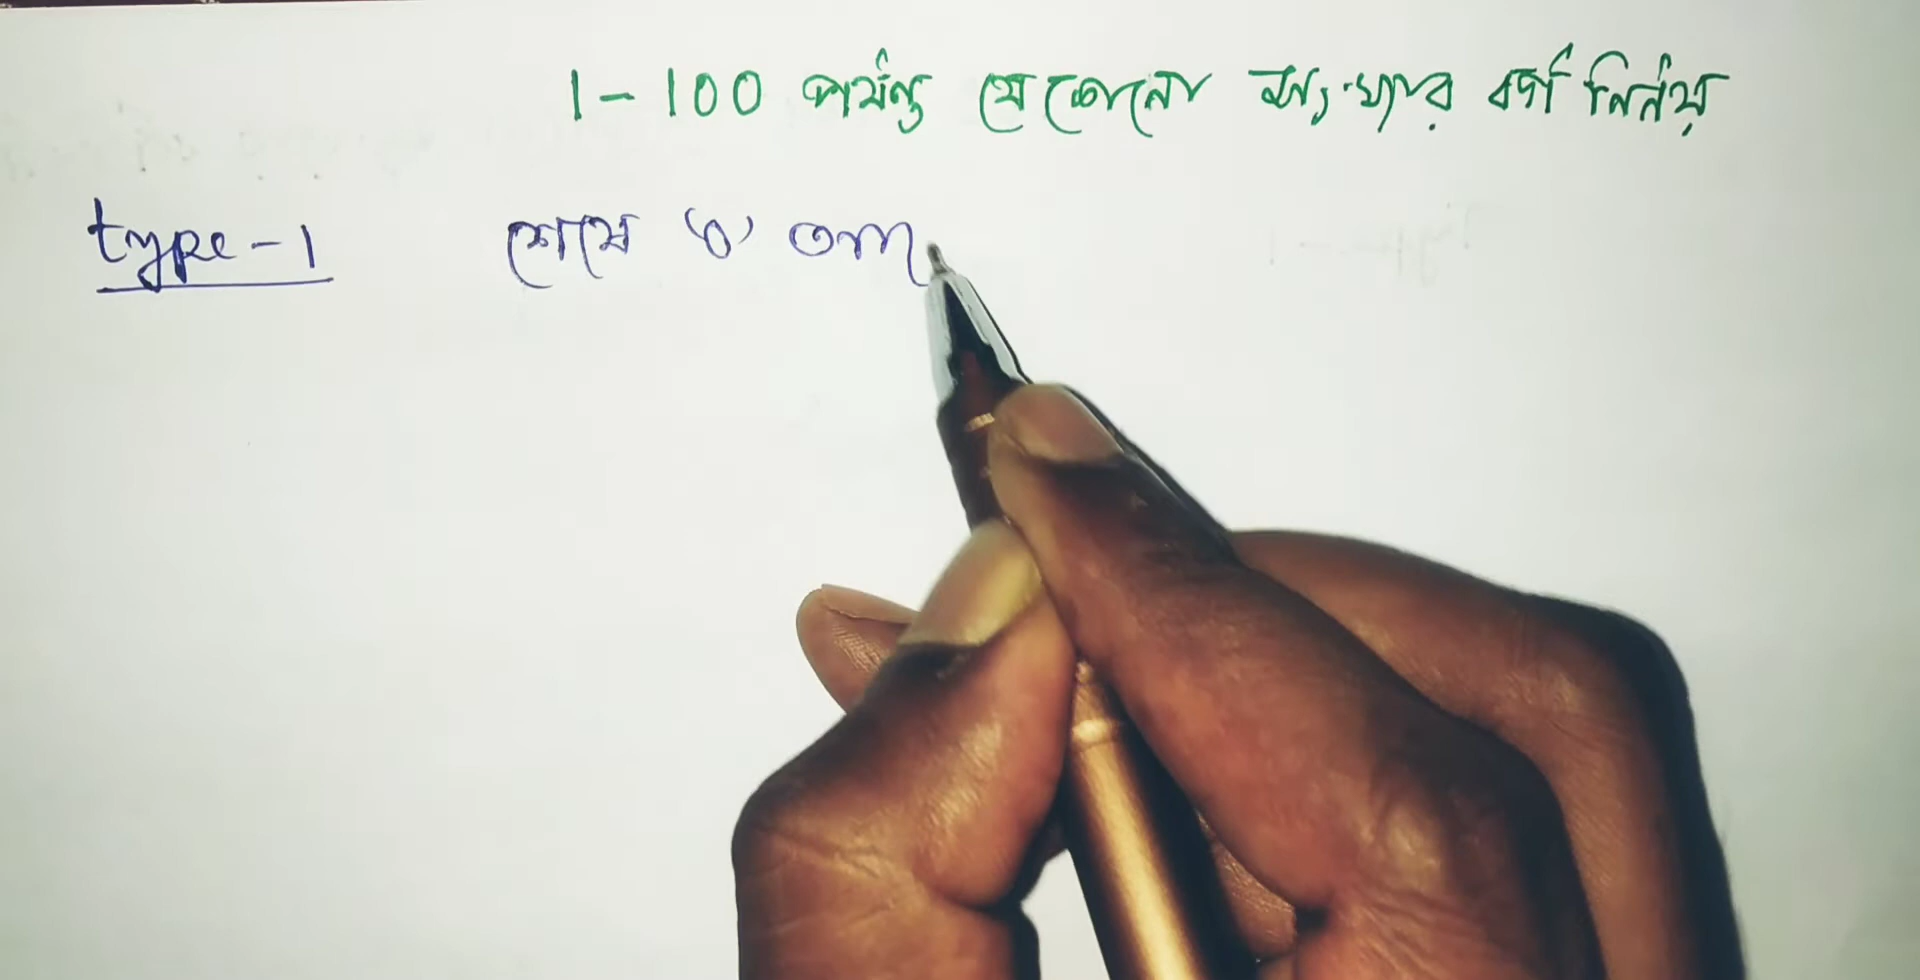 1-100 পর্যন্ত যেকোনো সংখ্যার বর্গ নির্ণয়
type-1 শেষে '0'